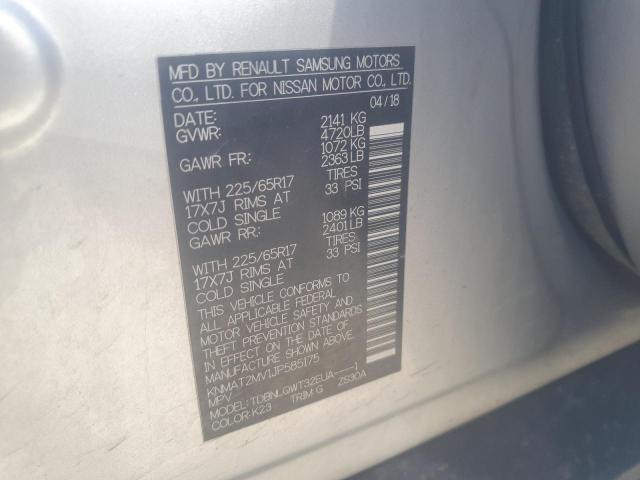 MFD BY RENAULT SAMSUNG MOTORS
CO., LTD. FOR NISSAN MOTOR CO., LTD.
DATE: 04/18
GVWR: 2141 KG
4720LB
GAWR FR: 1072 KG
2363LB
WITH 225/65R17 TIRES
17X7J RIMS AT 33 PSI
COLD SINGLE
GAWR RR: 1089 KG
2401LB
WITH 225/65R17 TIRES
17X7J RIMS AT 33 PSI
COLD SINGLE
THIS VEHICLE CONFORMS TO
ALL APPLICABLE FEDERAL
MOTOR VEHICLE SAFETY AND
THEFT PREVENTION STANDARDS
IN EFFECT ON THE DATE OF
MANUFACTURE SHOWN ABOVE.
KNMAT2MV1JP585175
MPV
MODEL: TDBNLQWT32EUA-----1
COLOR: K23 TRIM G ZS30A